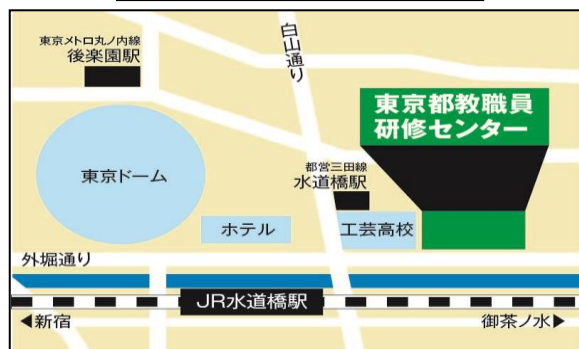 東京メトロ丸ノ内線
後楽園駅
白山通り
東京都教職員
研修センター
東京ドーム
都営三田線
水道橋駅
ホテル
工芸高校
外堀通り
JR水道橋駅
◀新宿
御茶ノ水▶